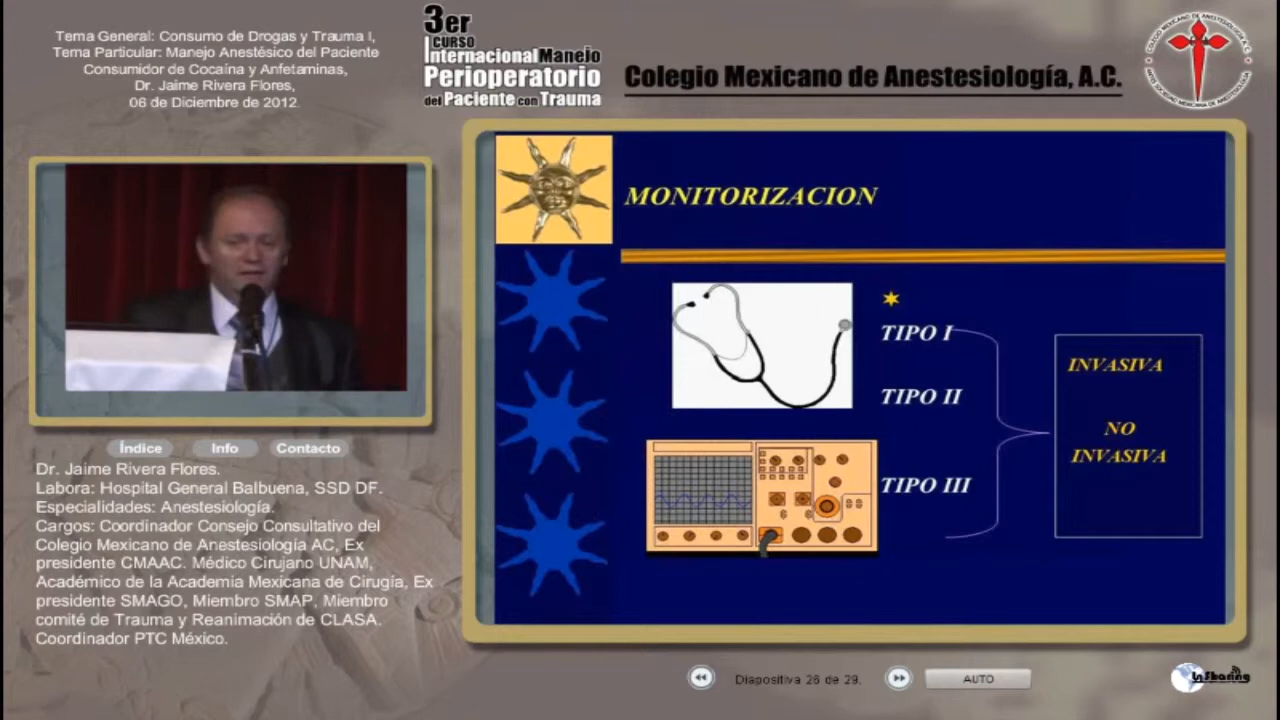 Tema General: Consumo de Drogas y Trauma I,
Tema Particular: Manejo Anestésico del Paciente
Consumidor de Cocaína y Anfetaminas,
Dr. Jaime Rivera Flores,
06 de Diciembre de 2012.
3er
CURSO
Internacional Manejo
Perioperatorio
del Paciente con Trauma
Colegio Mexicano de Anestesiología, A.C.
MONITORIZACION
TIPO I
TIPO II
TIPO III
INVASIVA
NO
INVASIVA
Índice Info Contacto
Dr. Jaime Rivera Flores.
Labora: Hospital General Balbuena, SSD DF.
Especialidades: Anestesiología.
Cargos: Coordinador Consejo Consultativo del
Colegio Mexicano de Anestesiología AC, Ex
presidente CMAAC. Médico Cirujano UNAM,
Académico de la Academia Mexicana de Cirugía, Ex
presidente SMAGO, Miembro SMAP, Miembro
comité de Trauma y Reanimación de CLASA.
Coordinador PTC México.
Diapositiva 26 de 29.
AUTO
InSharing